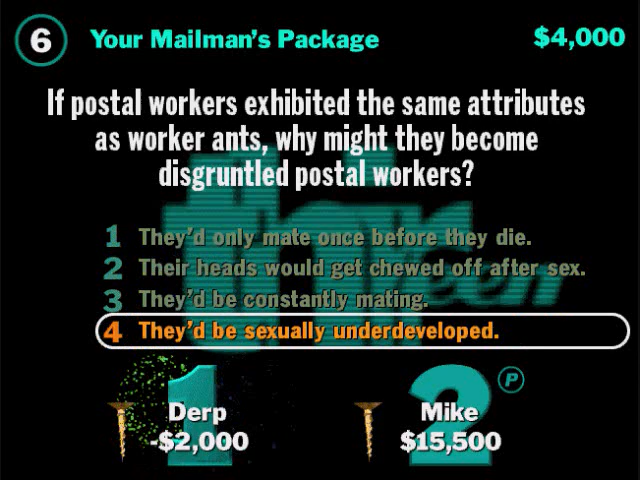 6 Your Mailman's Package $4,000
If postal workers exhibited the same attributes
as worker ants, why might they become
disgruntled postal workers?
1 They'd only mate once before they die.
2 Their heads would get chewed off after sex.
3 They'd be constantly mating.
4 They'd be sexually underdeveloped.
1 2 P
Derp Mike
-$2,000 $15,500